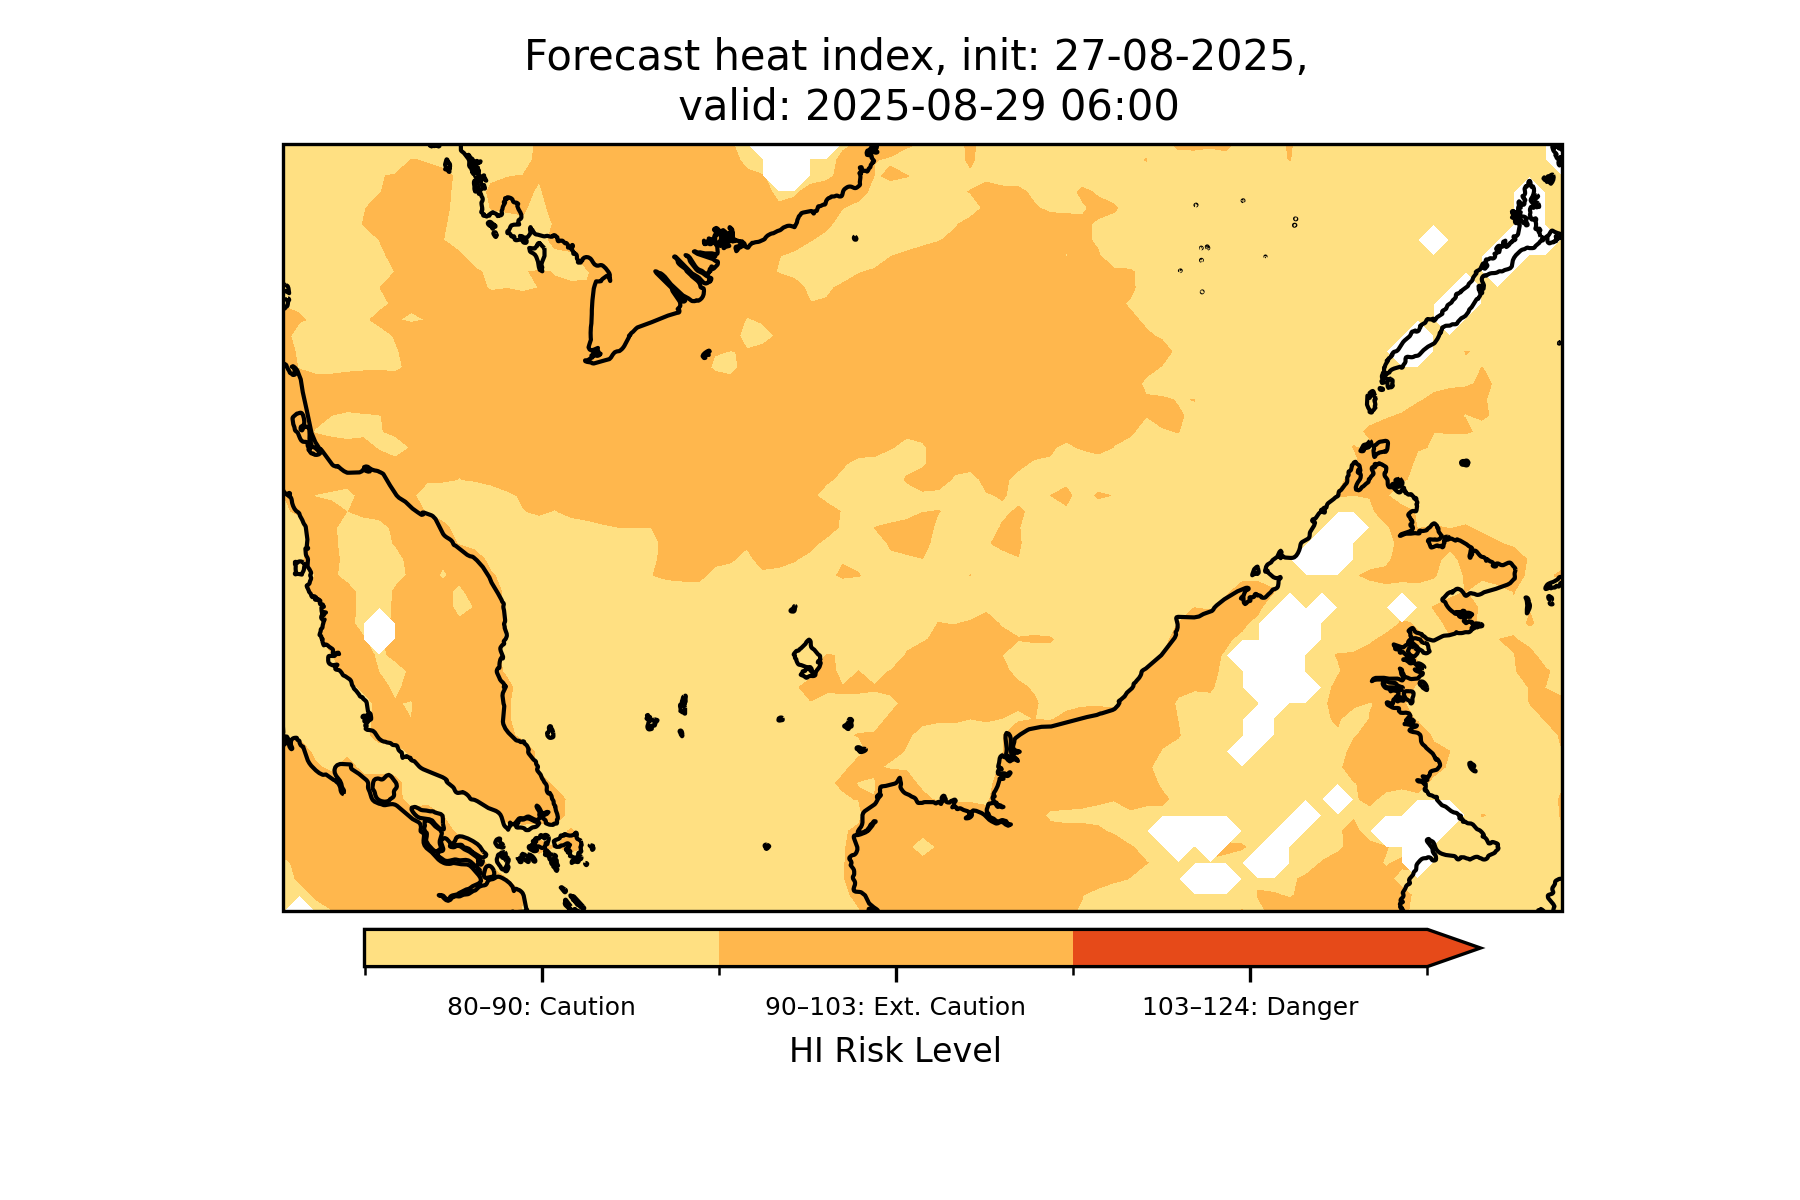 Forecast heat index, init: 27-08-2025,
valid: 2025-08-29 06:00
80–90: Caution
90–103: Ext. Caution
103–124: Danger
HI Risk Level